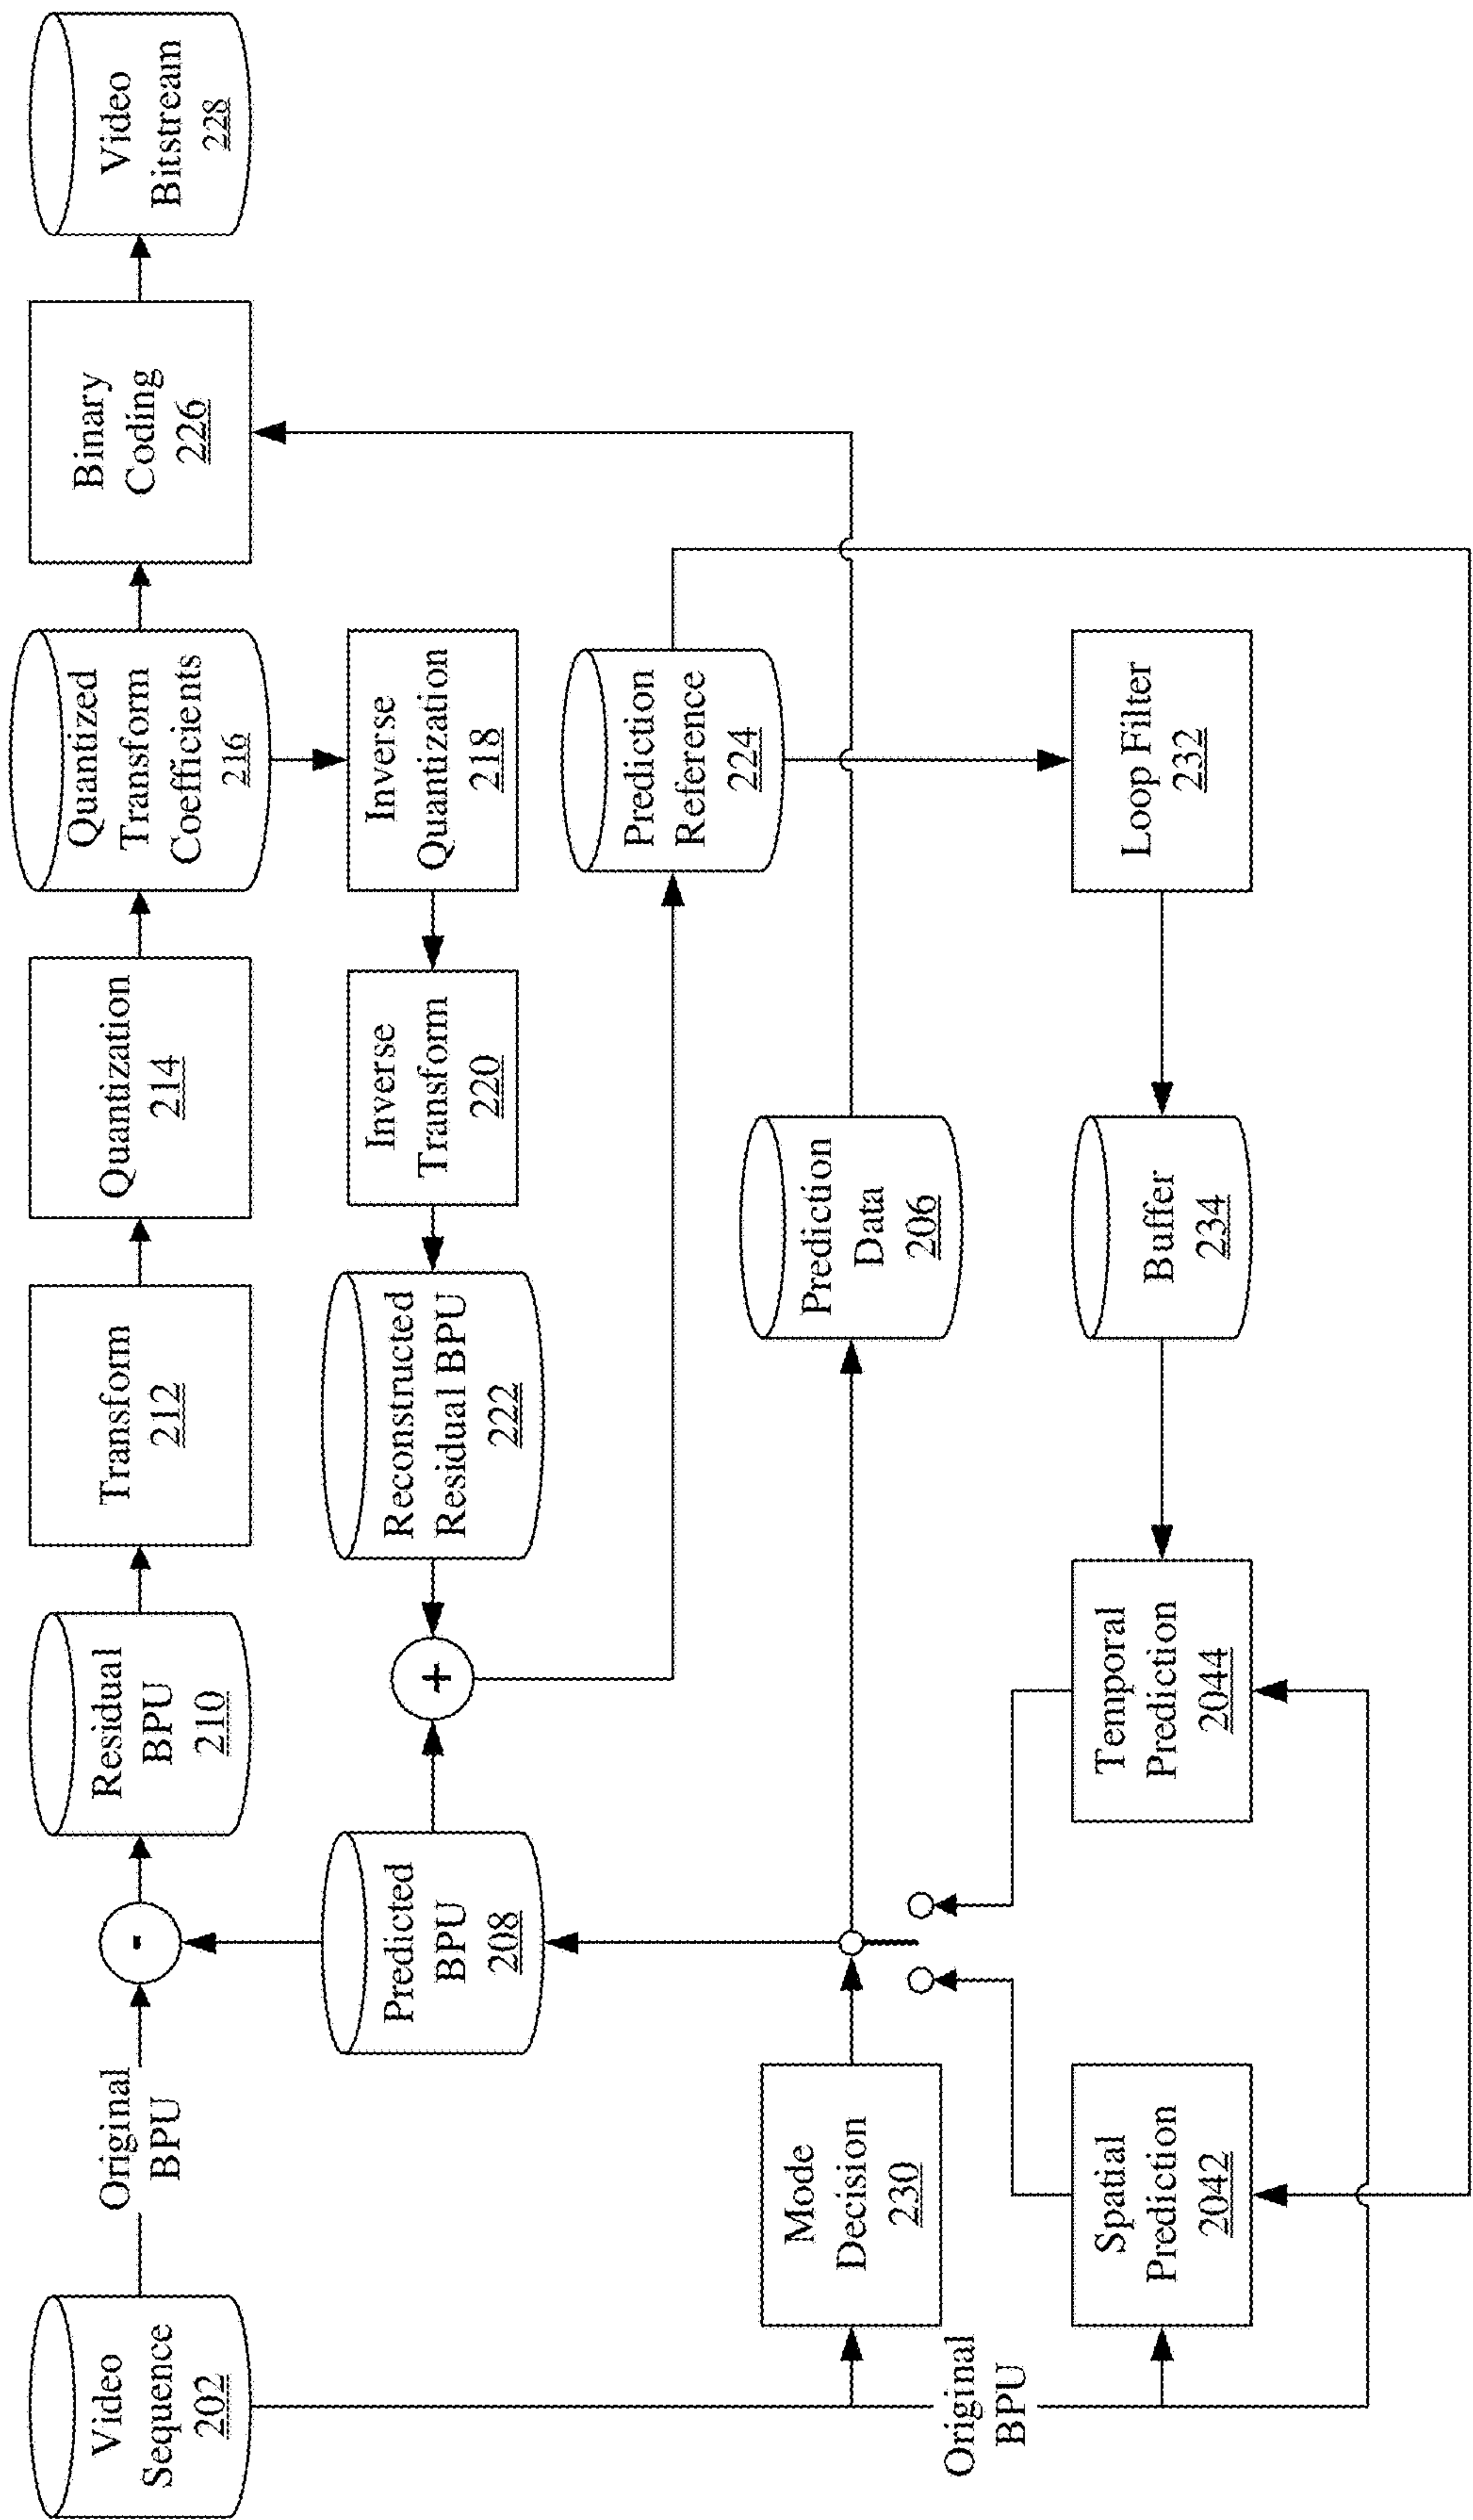 Video
Sequence
202
Original
BPU
-
Residual
BPU
210
Transform
212
Quantization
214
Quantized
Transform
Coefficients
216
Binary
Coding
226
Video
Bitstream
228
Predicted
BPU
208
+
Reconstructed
Residual BPU
222
Inverse
Transform
220
Inverse
Quantization
218
Prediction
Reference
224
Mode
Decision
230
Prediction
Data
206
Original
BPU
Spatial
Prediction
2042
Temporal
Prediction
2044
Buffer
234
Loop Filter
232